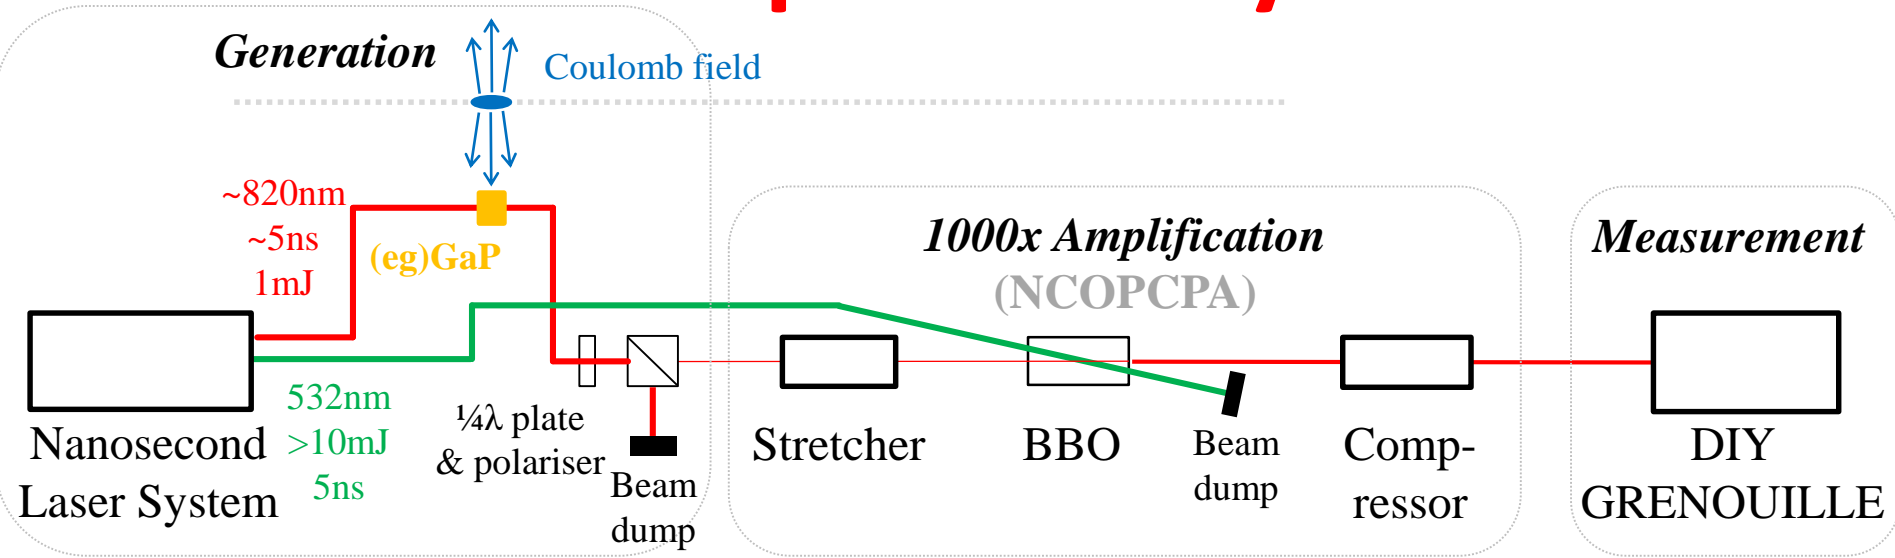 Generation
Coulomb field
~820nm
~5ns
1mJ
(eg)GaP
532nm
>10mJ
5ns
Nanosecond
Laser System
¼λ plate
& polariser
Beam
dump
1000x Amplification
(NCOPCPA)
Stretcher
BBO
Beam
dump
Comp-
ressor
Measurement
DIY
GRENOUILLE